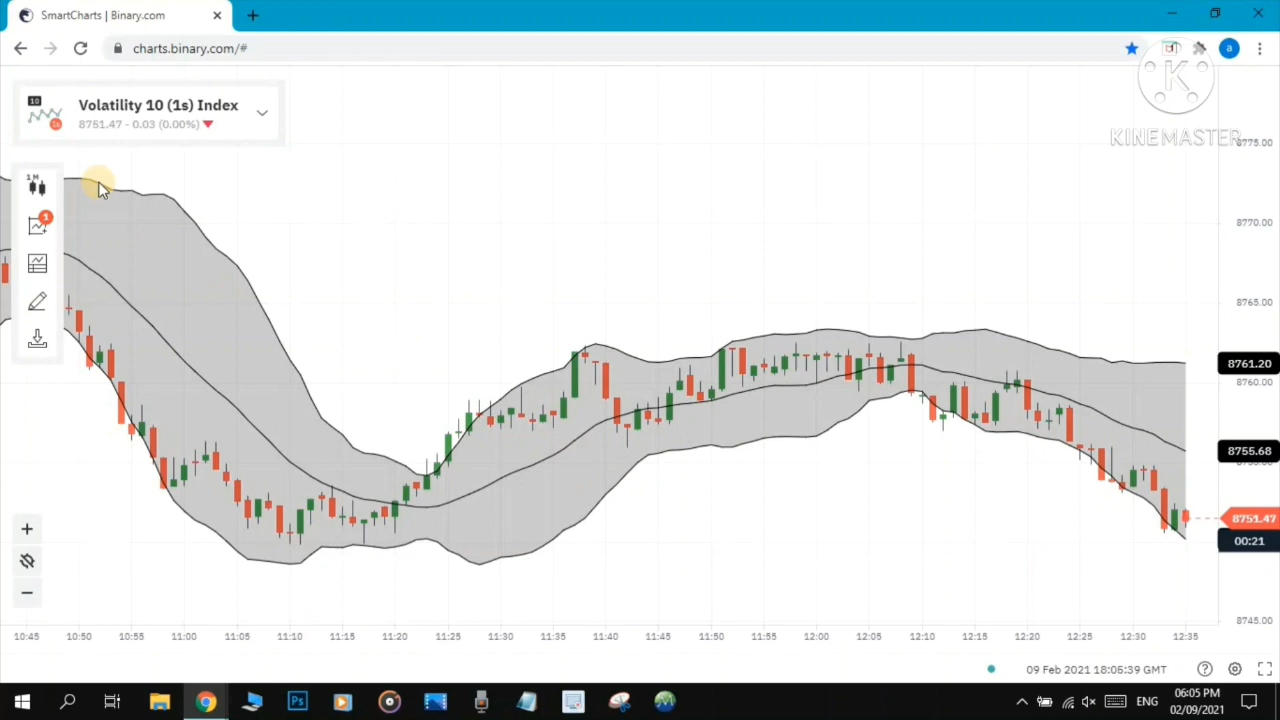 SmartCharts | Binary.com
charts.binary.com/#
a
10
Volatility 10 (1s) Index
1s
8751.47 - 0.03 (0.00%)
K
KINEMASTER
1M
1
8775.00
8770.00
8765.00
8761.20
8760.00
8755.68
8751.47
00:21
8745.00
10:45 10:50 10:55 11:00 11:05 11:10 11:15 11:20 11:25 11:30 11:35 11:40 11:45 11:50 11:55 12:00 12:05 12:10 12:15 12:20 12:25 12:30 12:35
09 Feb 2021 18:05:39 GMT
Ps
ENG
06:05 PM
02/09/2021